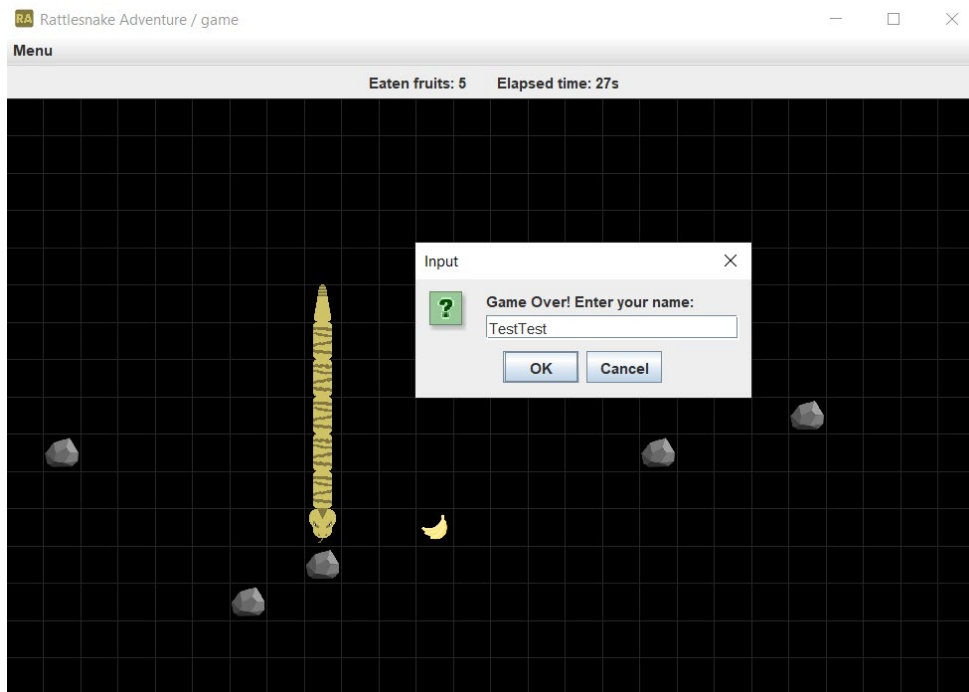 RA Rattlesnake Adventure / game
Menu
Eaten fruits: 5 Elapsed time: 27s
Input
?
Game Over! Enter your name:
TestTest
OK Cancel